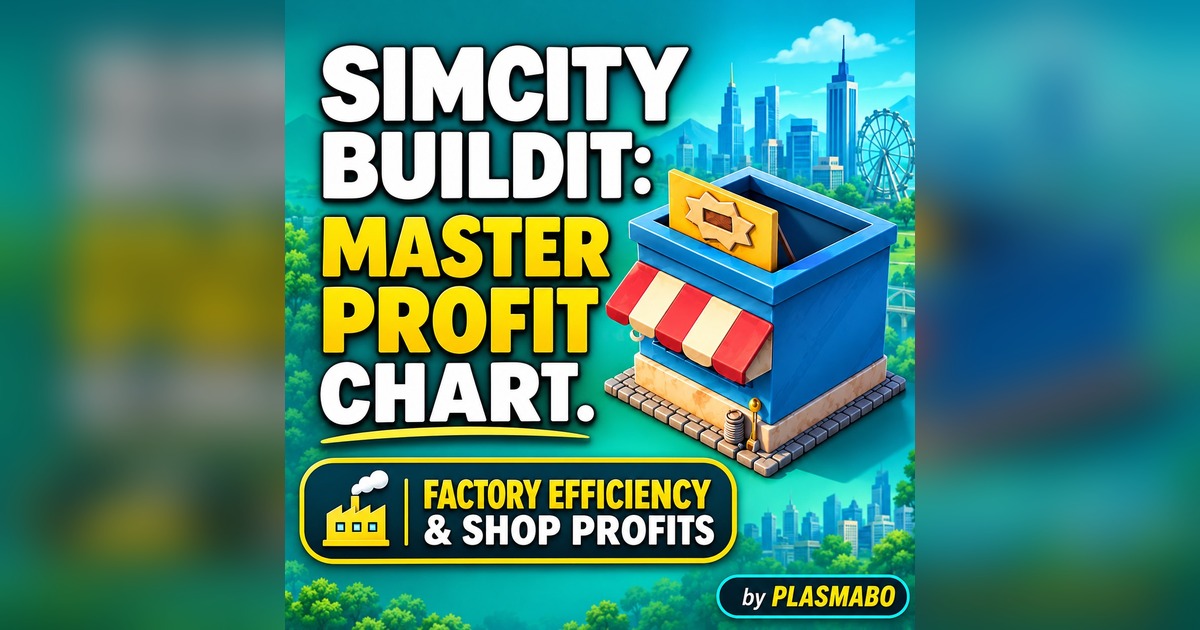 SIMCITY
BUILDIT:
MASTER
PROFIT
CHART.
FACTORY EFFICIENCY
& SHOP PROFITS
by PLASMABO